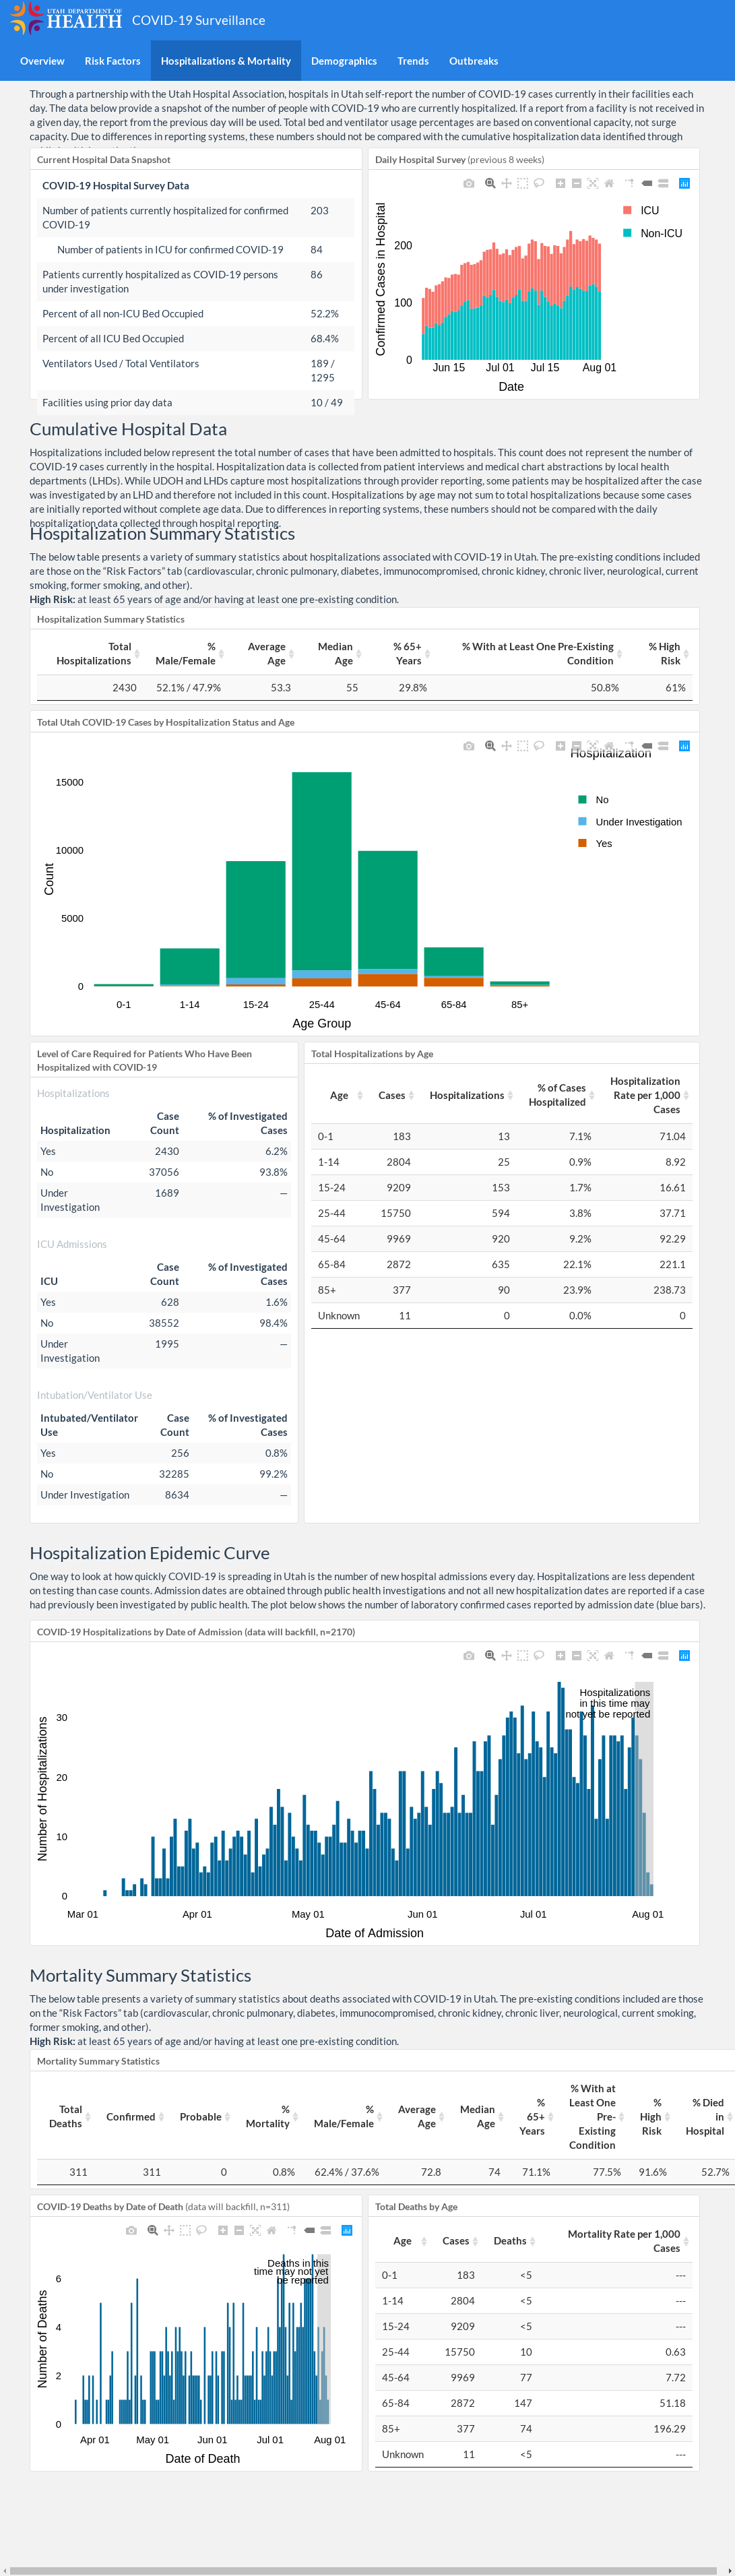 UTAH DEPARTMENT OF
HEALTH COVID-19 Surveillance
Overview Risk Factors Hospitalizations & Mortality Demographics Trends Outbreaks
Through a partnership with the Utah Hospital Association, hospitals in Utah self-report the number of COVID-19 cases currently in their facilities each
day. The data below provide a snapshot of the number of people with COVID-19 who are currently hospitalized. If a report from a facility is not received in
a given day, the report from the previous day will be used. Total bed and ventilator usage percentages are based on conventional capacity, not surge
capacity. Due to differences in reporting systems, these numbers should not be compared with the cumulative hospitalization data identified through
Current Hospital Data Snapshot
COVID-19 Hospital Survey Data
Number of patients currently hospitalized for confirmed 203
COVID-19
Number of patients in ICU for confirmed COVID-19 84
Patients currently hospitalized as COVID-19 persons 86
under investigation
Percent of all non-ICU Bed Occupied 52.2%
Percent of all ICU Bed Occupied 68.4%
Ventilators Used / Total Ventilators 189 /
1295
Facilities using prior day data 10 / 49
Daily Hospital Survey (previous 8 weeks)
Confirmed Cases in Hospital
200
100
0
Jun 15 Jul 01 Jul 15 Aug 01
Date
ICU
Non-ICU
Cumulative Hospital Data
Hospitalizations included below represent the total number of cases that have been admitted to hospitals. This count does not represent the number of
COVID-19 cases currently in the hospital. Hospitalization data is collected from patient interviews and medical chart abstractions by local health
departments (LHDs). While UDOH and LHDs capture most hospitalizations through provider reporting, some patients may be hospitalized after the case
was investigated by an LHD and therefore not included in this count. Hospitalizations by age may not sum to total hospitalizations because some cases
are initially reported without complete age data. Due to differences in reporting systems, these numbers should not be compared with the daily
hospitalization data collected through hospital reporting.
Hospitalization Summary Statistics
The below table presents a variety of summary statistics about hospitalizations associated with COVID-19 in Utah. The pre-existing conditions included
are those on the “Risk Factors” tab (cardiovascular, chronic pulmonary, diabetes, immunocompromised, chronic kidney, chronic liver, neurological, current
smoking, former smoking, and other).
High Risk: at least 65 years of age and/or having at least one pre-existing condition.
Hospitalization Summary Statistics
Total % Average Median % 65+ % With at Least One Pre-Existing % High
Hospitalizations Male/Female Age Age Years Condition Risk
2430 52.1% / 47.9% 53.3 55 29.8% 50.8% 61%
Total Utah COVID-19 Cases by Hospitalization Status and Age
Hospitalization
No
Under Investigation
Yes
Count
15000
10000
5000
0
0-1 1-14 15-24 25-44 45-64 65-84 85+
Age Group
Level of Care Required for Patients Who Have Been
Hospitalized with COVID-19
Hospitalizations
Case % of Investigated
Hospitalization Count Cases
Yes 2430 6.2%
No 37056 93.8%
Under 1689 —
Investigation
ICU Admissions
Case % of Investigated
ICU Count Cases
Yes 628 1.6%
No 38552 98.4%
Under 1995 —
Investigation
Intubation/Ventilator Use
Intubated/Ventilator Case % of Investigated
Use Count Cases
Yes 256 0.8%
No 32285 99.2%
Under Investigation 8634 —
Total Hospitalizations by Age
Hospitalization
% of Cases Rate per 1,000
Age Cases Hospitalizations Hospitalized Cases
0-1 183 13 7.1% 71.04
1-14 2804 25 0.9% 8.92
15-24 9209 153 1.7% 16.61
25-44 15750 594 3.8% 37.71
45-64 9969 920 9.2% 92.29
65-84 2872 635 22.1% 221.1
85+ 377 90 23.9% 238.73
Unknown 11 0 0.0% 0
Hospitalization Epidemic Curve
One way to look at how quickly COVID-19 is spreading in Utah is the number of new hospital admissions every day. Hospitalizations are less dependent
on testing than case counts. Admission dates are obtained through public health investigations and not all new hospitalization dates are reported if a case
had previously been investigated by public health. The plot below shows the number of laboratory confirmed cases reported by admission date (blue bars).
COVID-19 Hospitalizations by Date of Admission (data will backfill, n=2170)
Hospitalizations
in this time may
not yet be reported
Number of Hospitalizations
30
20
10
0
Mar 01 Apr 01 May 01 Jun 01 Jul 01 Aug 01
Date of Admission
Mortality Summary Statistics
The below table presents a variety of summary statistics about deaths associated with COVID-19 in Utah. The pre-existing conditions included are those
on the “Risk Factors” tab (cardiovascular, chronic pulmonary, diabetes, immunocompromised, chronic kidney, chronic liver, neurological, current smoking,
former smoking, and other).
High Risk: at least 65 years of age and/or having at least one pre-existing condition.
Mortality Summary Statistics
% With at
% Least One % % Died
Total % % Average Median 65+ Pre- High in
Deaths Confirmed Probable Mortality Male/Female Age Age Years Existing Risk Hospital
Condition
311 311 0 0.8% 62.4% / 37.6% 72.8 74 71.1% 77.5% 91.6% 52.7%
COVID-19 Deaths by Date of Death (data will backfill, n=311)
Deaths in this
time may not yet
be reported
Number of Deaths
6
4
2
0
Apr 01 May 01 Jun 01 Jul 01 Aug 01
Date of Death
Total Deaths by Age
Mortality Rate per 1,000
Age Cases Deaths Cases
0-1 183 <5 ---
1-14 2804 <5 ---
15-24 9209 <5 ---
25-44 15750 10 0.63
45-64 9969 77 7.72
65-84 2872 147 51.18
85+ 377 74 196.29
Unknown 11 <5 ---